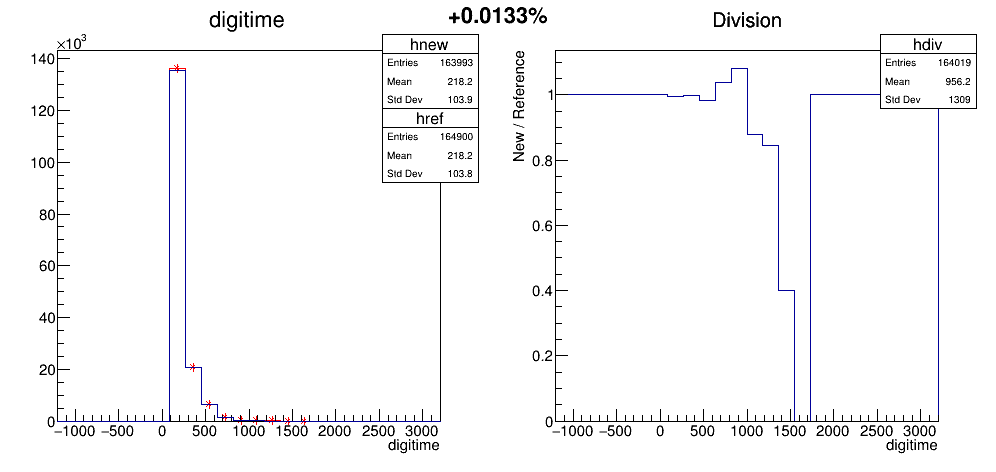 +0.0133%
digitime
×10³
140
120
100
80
60
40
20
0
−1000 −500 0 500 1000 1500 2000 2500 3000
digitime
hnew
Entries 163993
Mean 218.2
Std Dev 103.9
href
Entries 164900
Mean 218.2
Std Dev 103.8
Division
New / Reference
1
0.8
0.6
0.4
0.2
0
−1000 −500 0 500 1000 1500 2000 2500 3000
digitime
hdiv
Entries 164019
Mean 956.2
Std Dev 1309